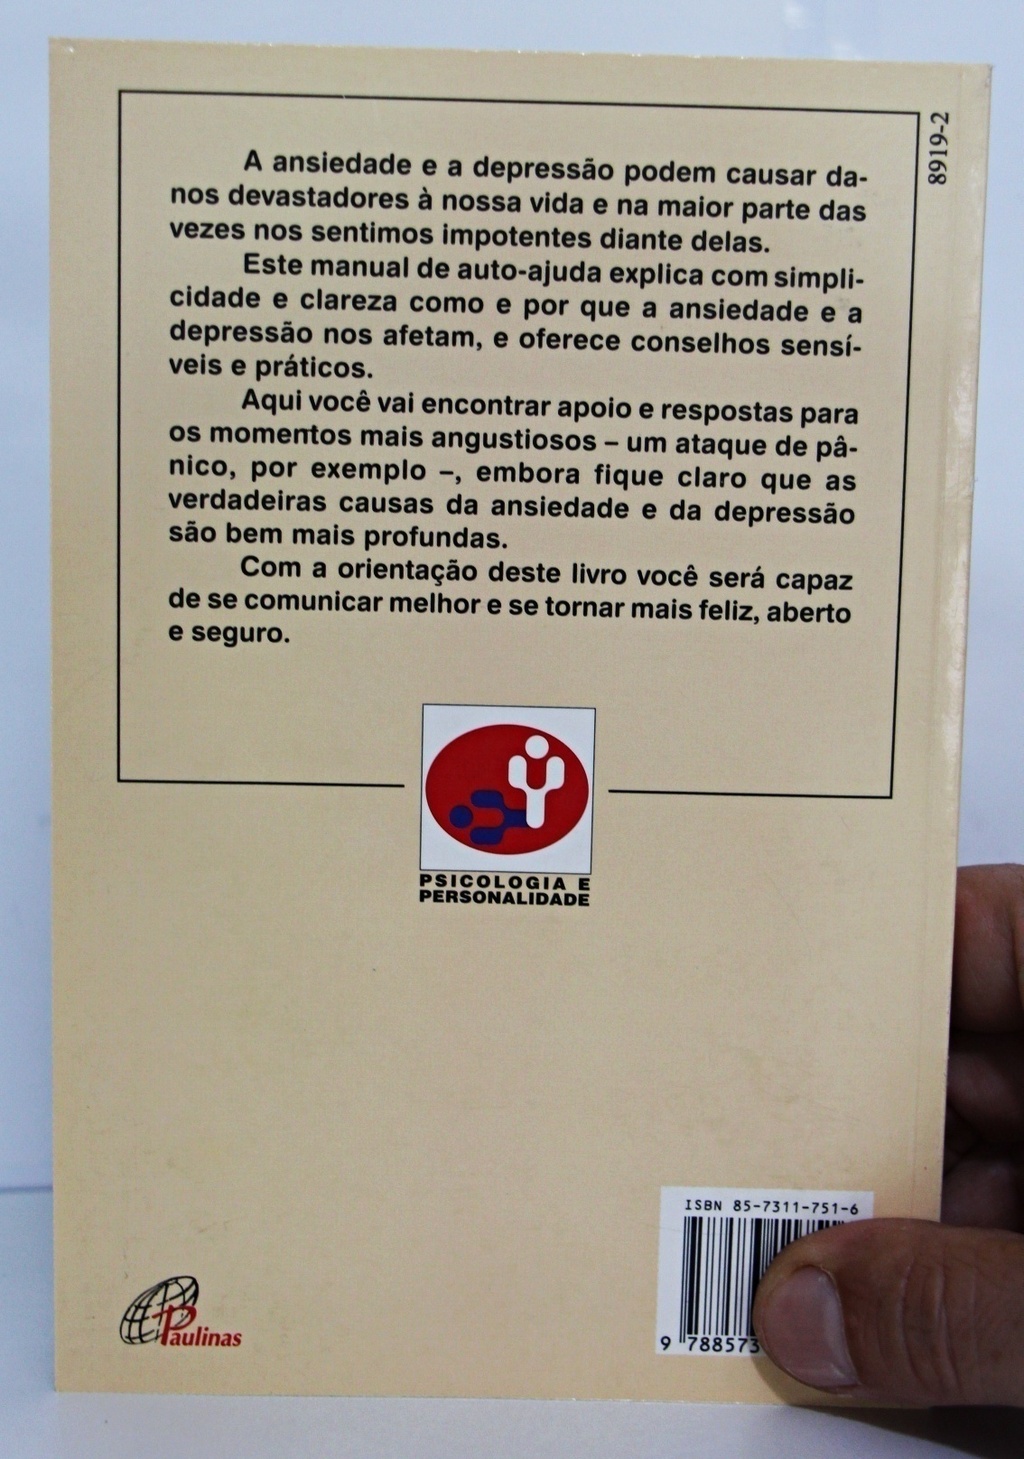 8919-2
A ansiedade e a depressão podem causar da-
nos devastadores à nossa vida e na maior parte das
vezes nos sentimos impotentes diante delas.
Este manual de auto-ajuda explica com simpli-
cidade e clareza como e por que a ansiedade e a
depressão nos afetam, e oferece conselhos sensí-
veis e práticos.
Aqui você vai encontrar apoio e respostas para
os momentos mais angustiosos – um ataque de pâ-
nico, por exemplo –, embora fique claro que as
verdadeiras causas da ansiedade e da depressão
são bem mais profundas.
Com a orientação deste livro você será capaz
de se comunicar melhor e se tornar mais feliz, aberto
e seguro.
PSICOLOGIA E
PERSONALIDADE
ISBN 85-7311-751-6
9 788573
Paulinas